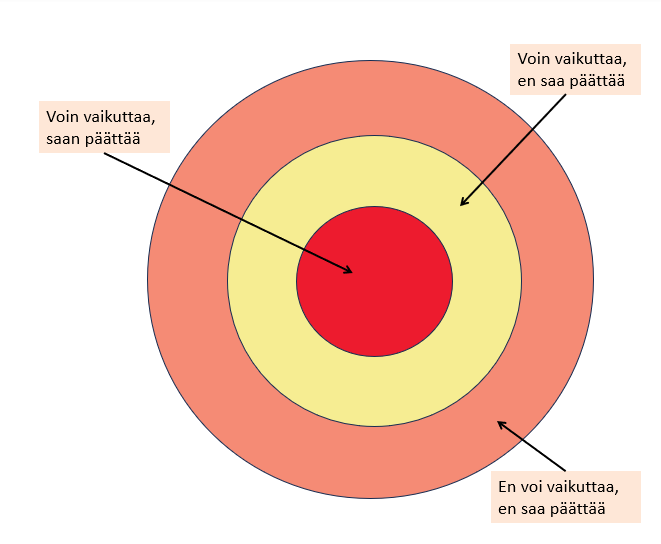 Voin vaikuttaa,
en saa päättää
Voin vaikuttaa,
saan päättää
En voi vaikuttaa,
en saa päättää